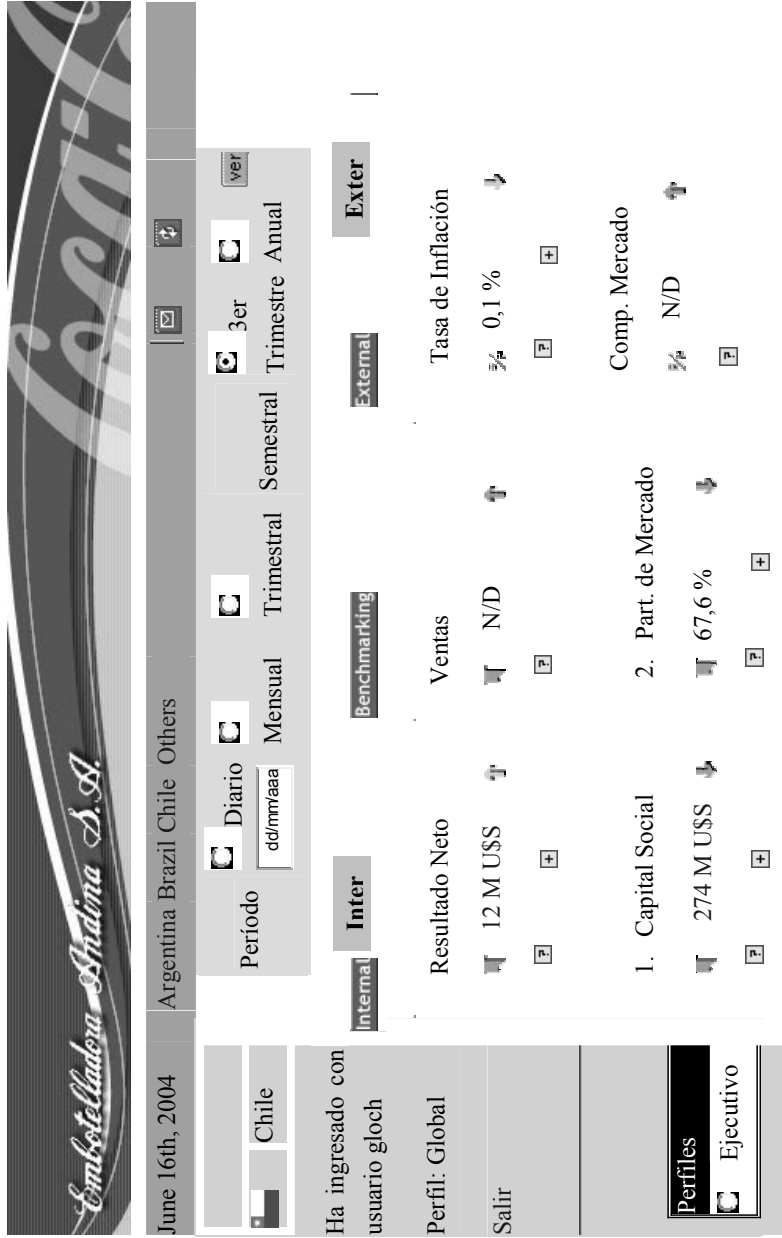 Embotelladora Andina S.A.
Coca-Cola
June 16th, 2004
Argentina Brazil Chile Others
Chile
Período
Diario
dd/mm/aaa
Mensual
Trimestral
Semestral
3er
Trimestre
Anual
ver
Ha ingresado con
usuario gloch
Perfil: Global
Salir
Internal
Inter
Benchmarking
External
Exter
Resultado Neto
12 M U$S
?
+
Ventas
N/D
?
Tasa de Inflación
% 0,1 %
?
+
1. Capital Social
274 M U$S
?
+
2. Part. de Mercado
67,6 %
?
+
Comp. Mercado
% N/D
?
Perfiles
Ejecutivo